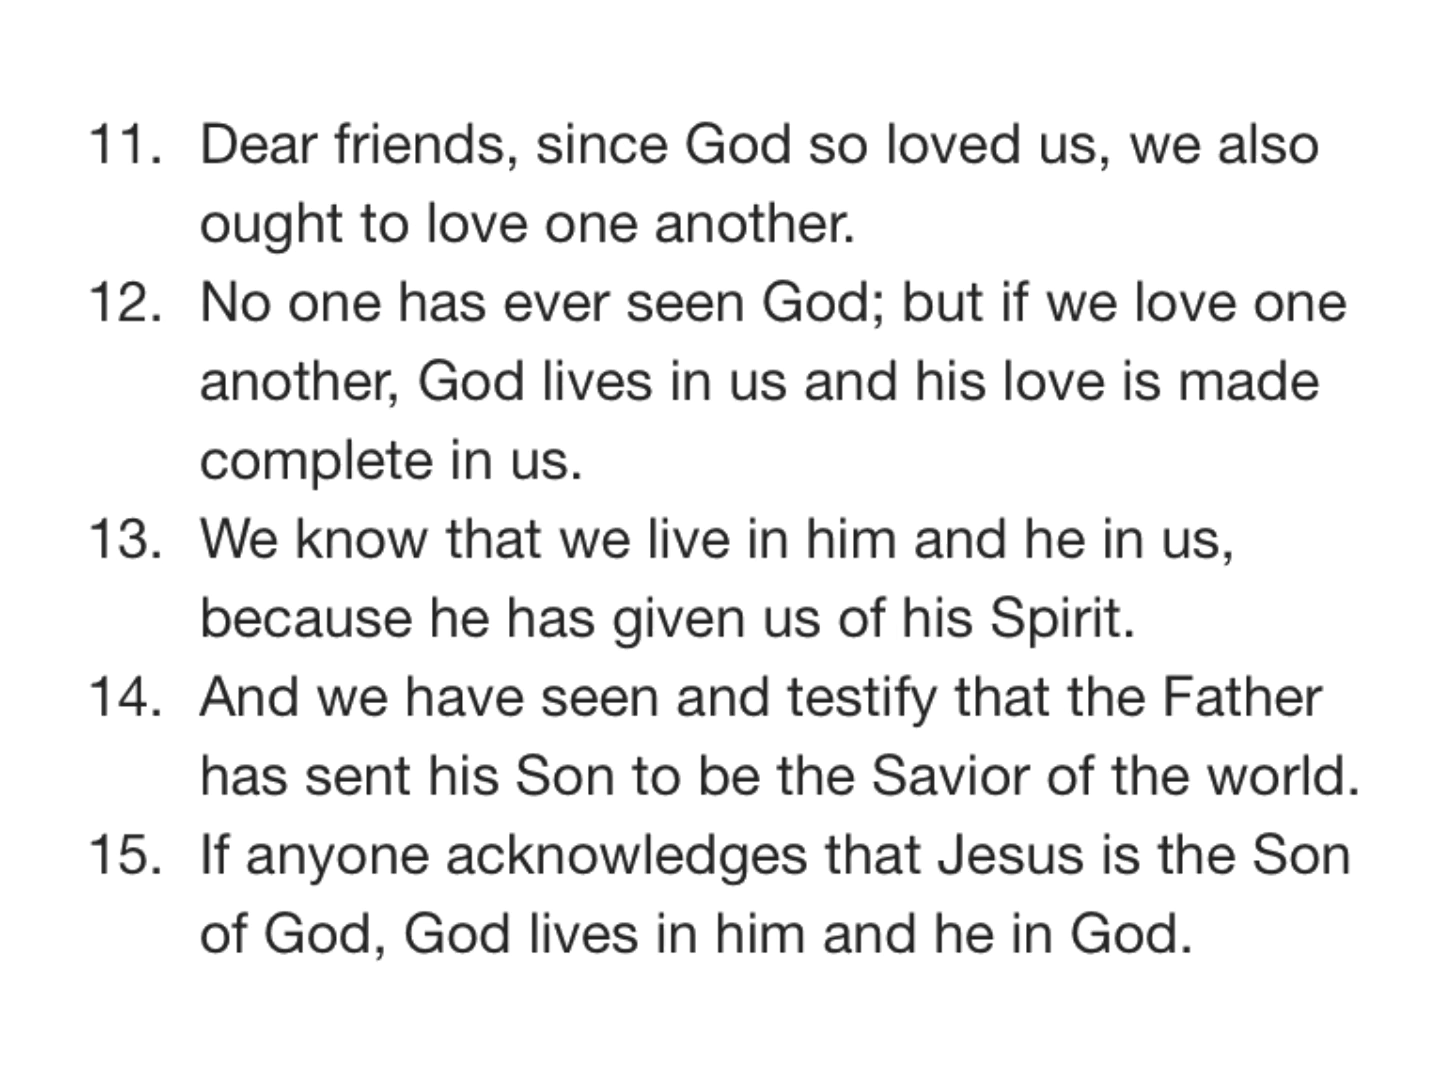 11. Dear friends, since God so loved us, we also
ought to love one another.
12. No one has ever seen God; but if we love one
another, God lives in us and his love is made
complete in us.
13. We know that we live in him and he in us,
because he has given us of his Spirit.
14. And we have seen and testify that the Father
has sent his Son to be the Savior of the world.
15. If anyone acknowledges that Jesus is the Son
of God, God lives in him and he in God.